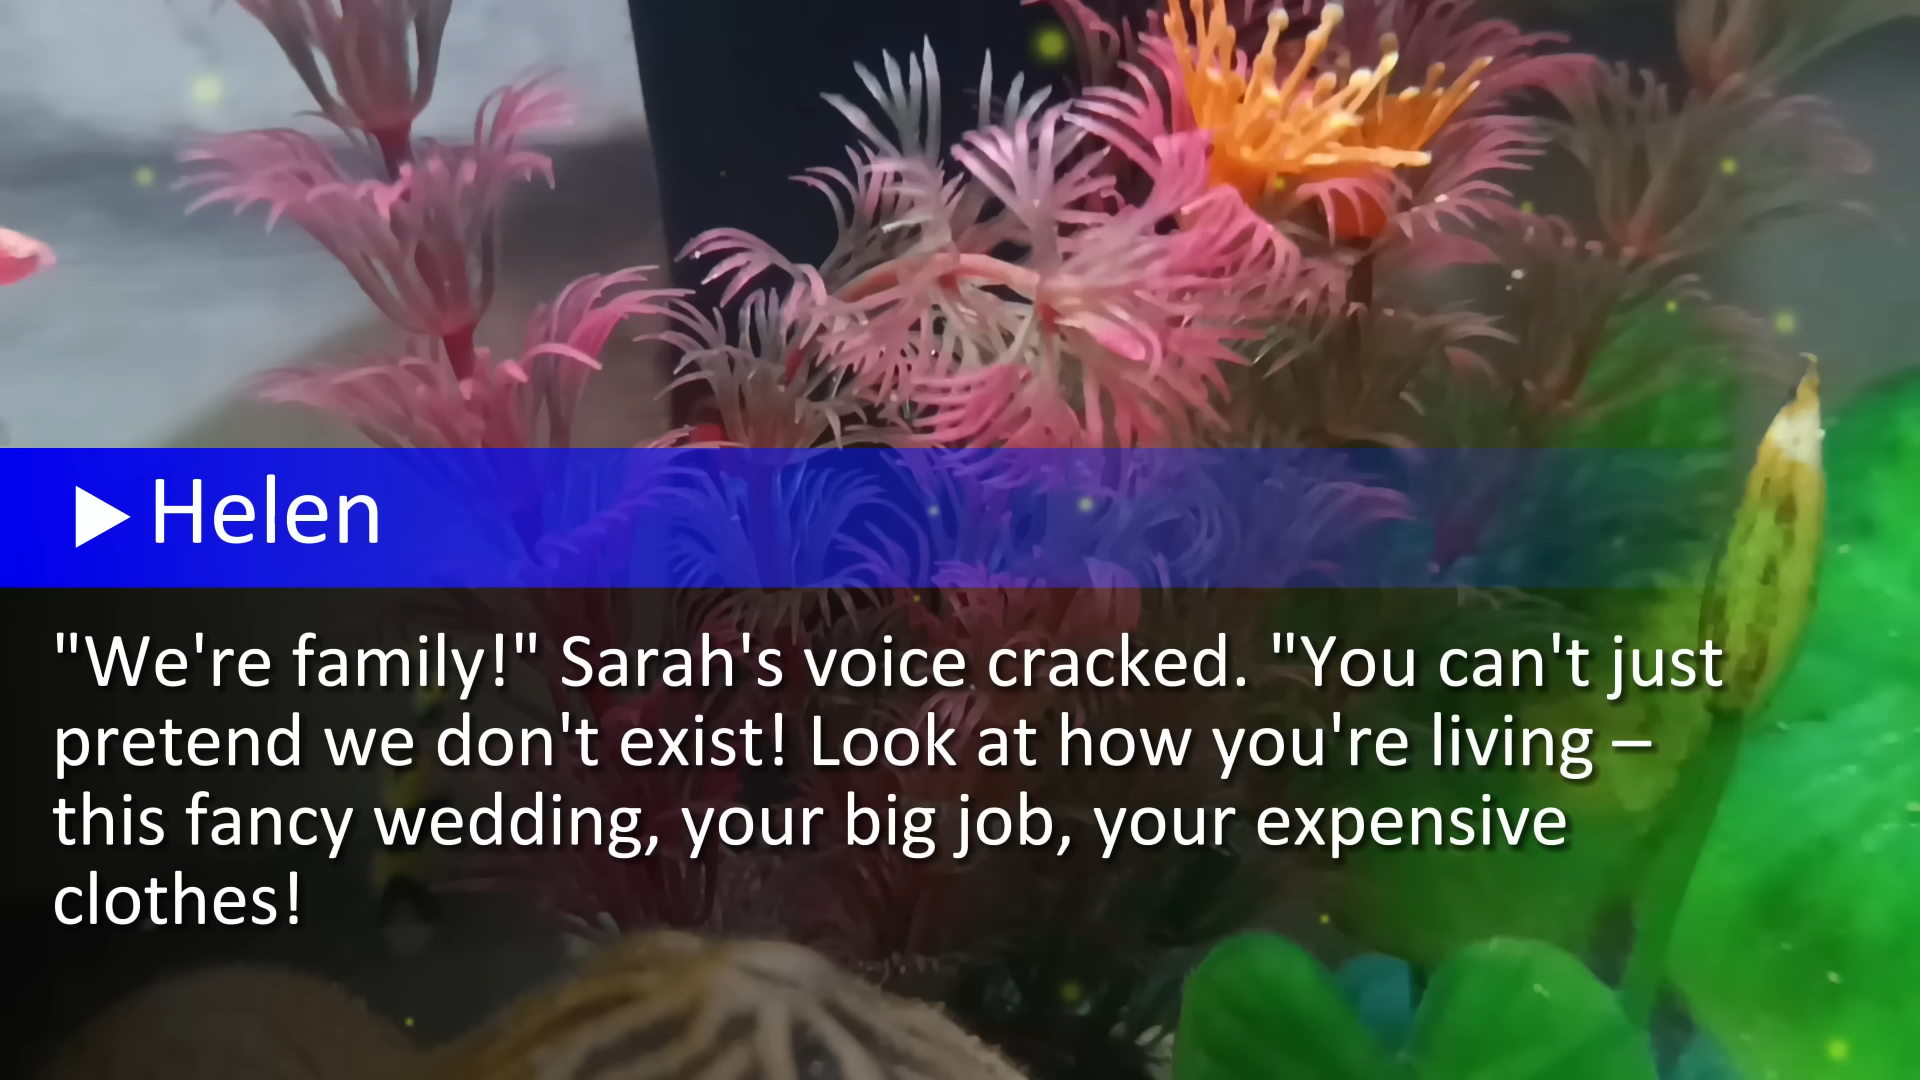 Helen
"We're family!" Sarah's voice cracked. "You can't just
pretend we don't exist! Look at how you're living –
this fancy wedding, your big job, your expensive
clothes!